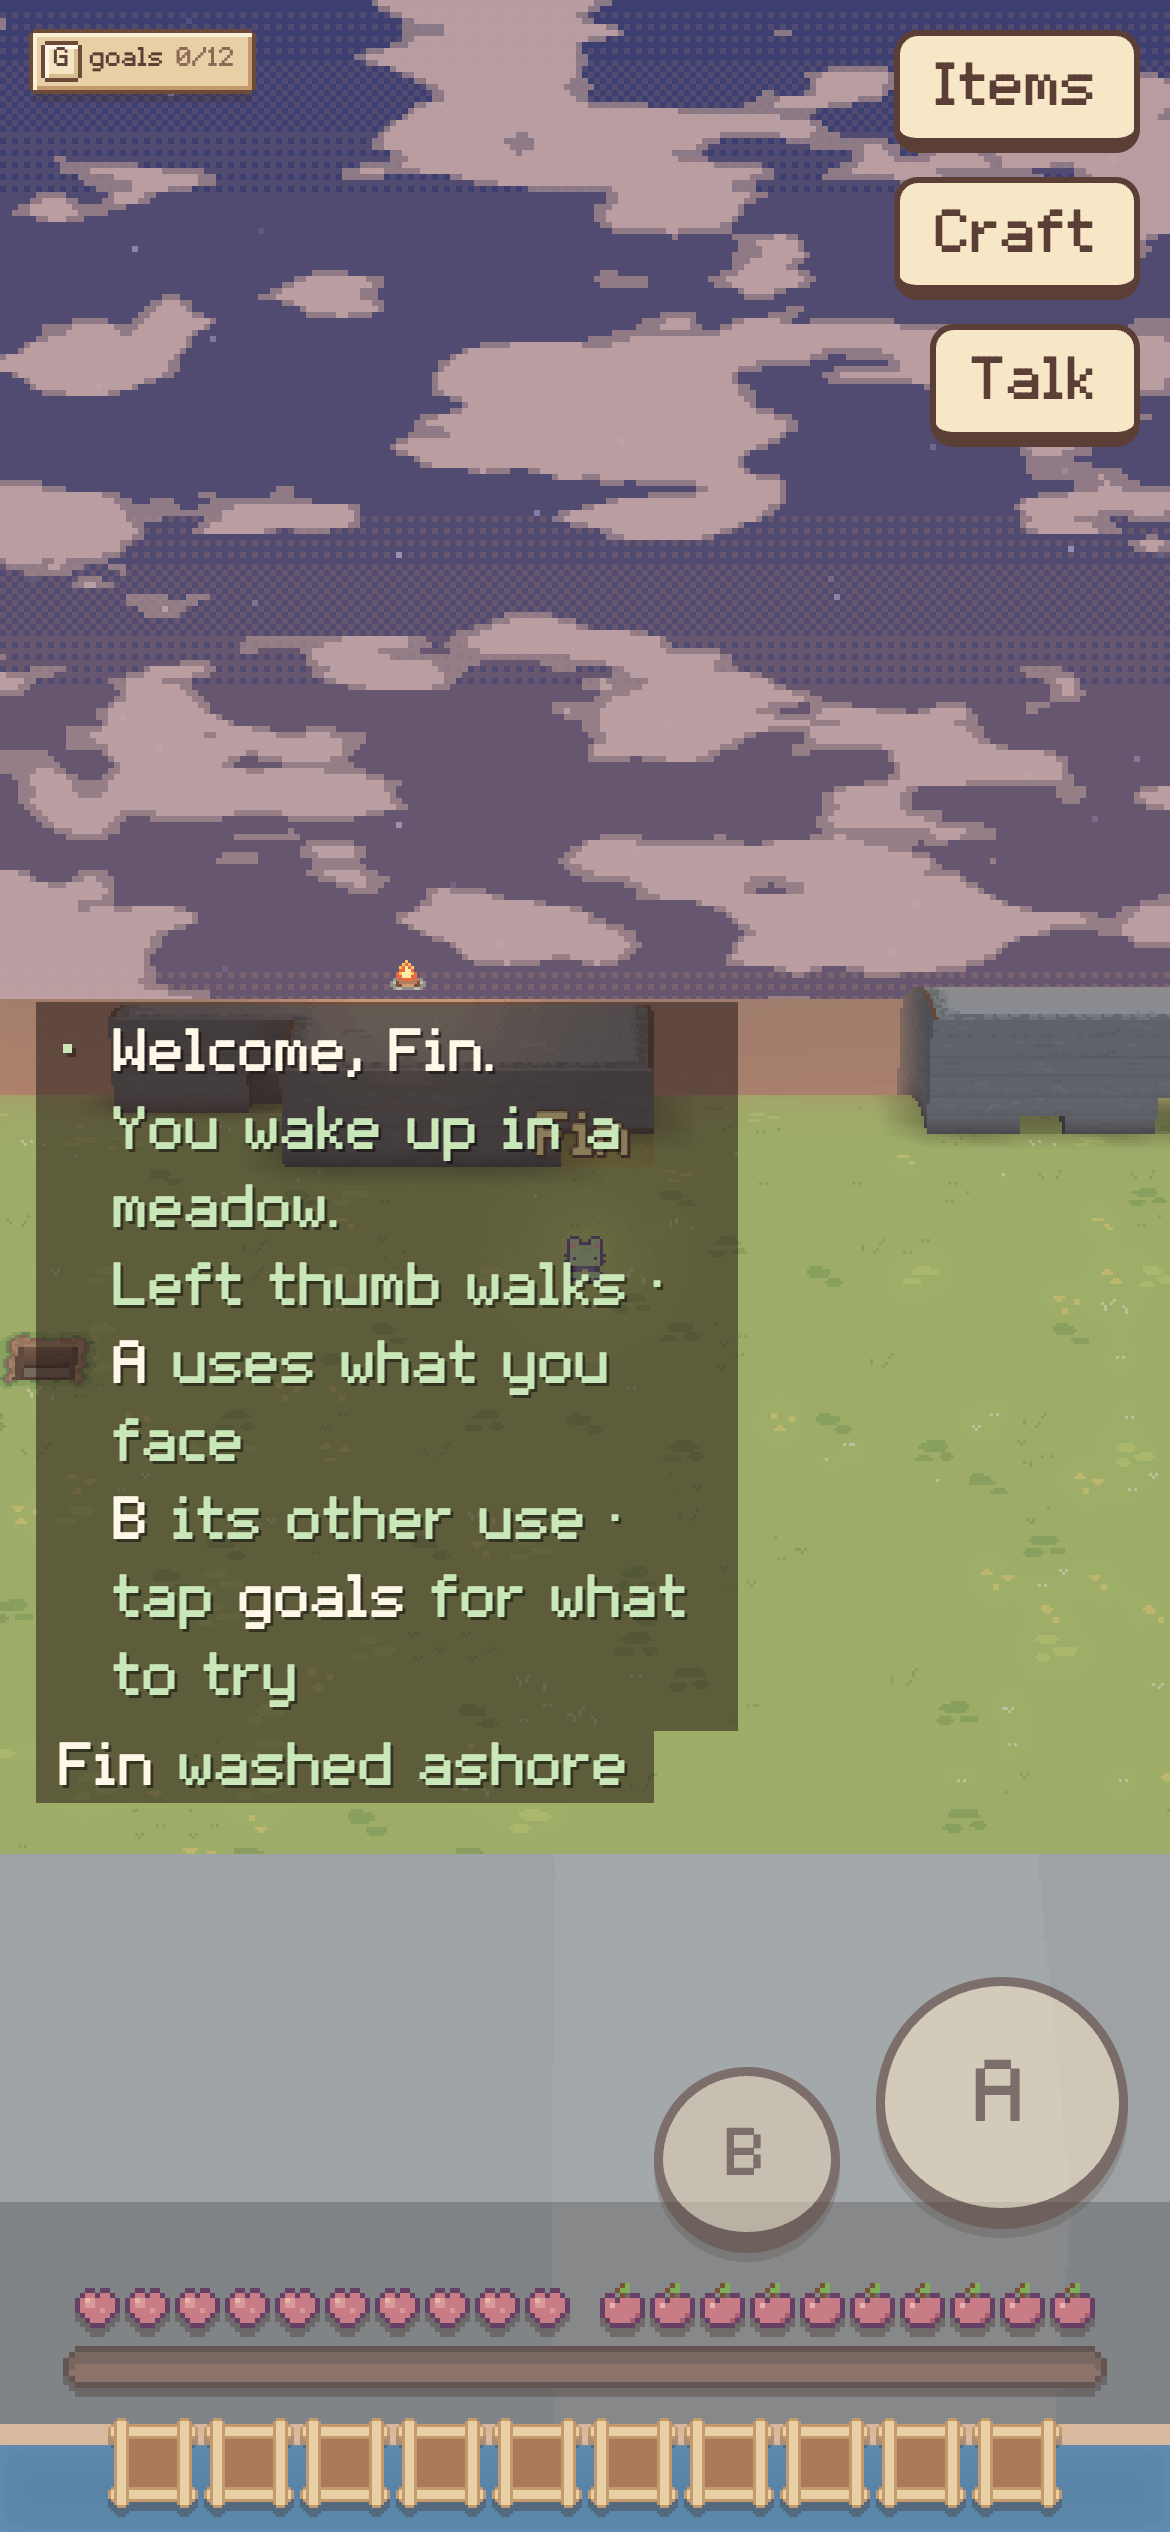 G goals 0/12
Items
Craft
Talk
· Welcome, Fin.
You wake up in a
Fin
meadow.
Left thumb walks ·
A uses what you
face
B its other use ·
tap goals for what
to try
Fin washed ashore
A
B